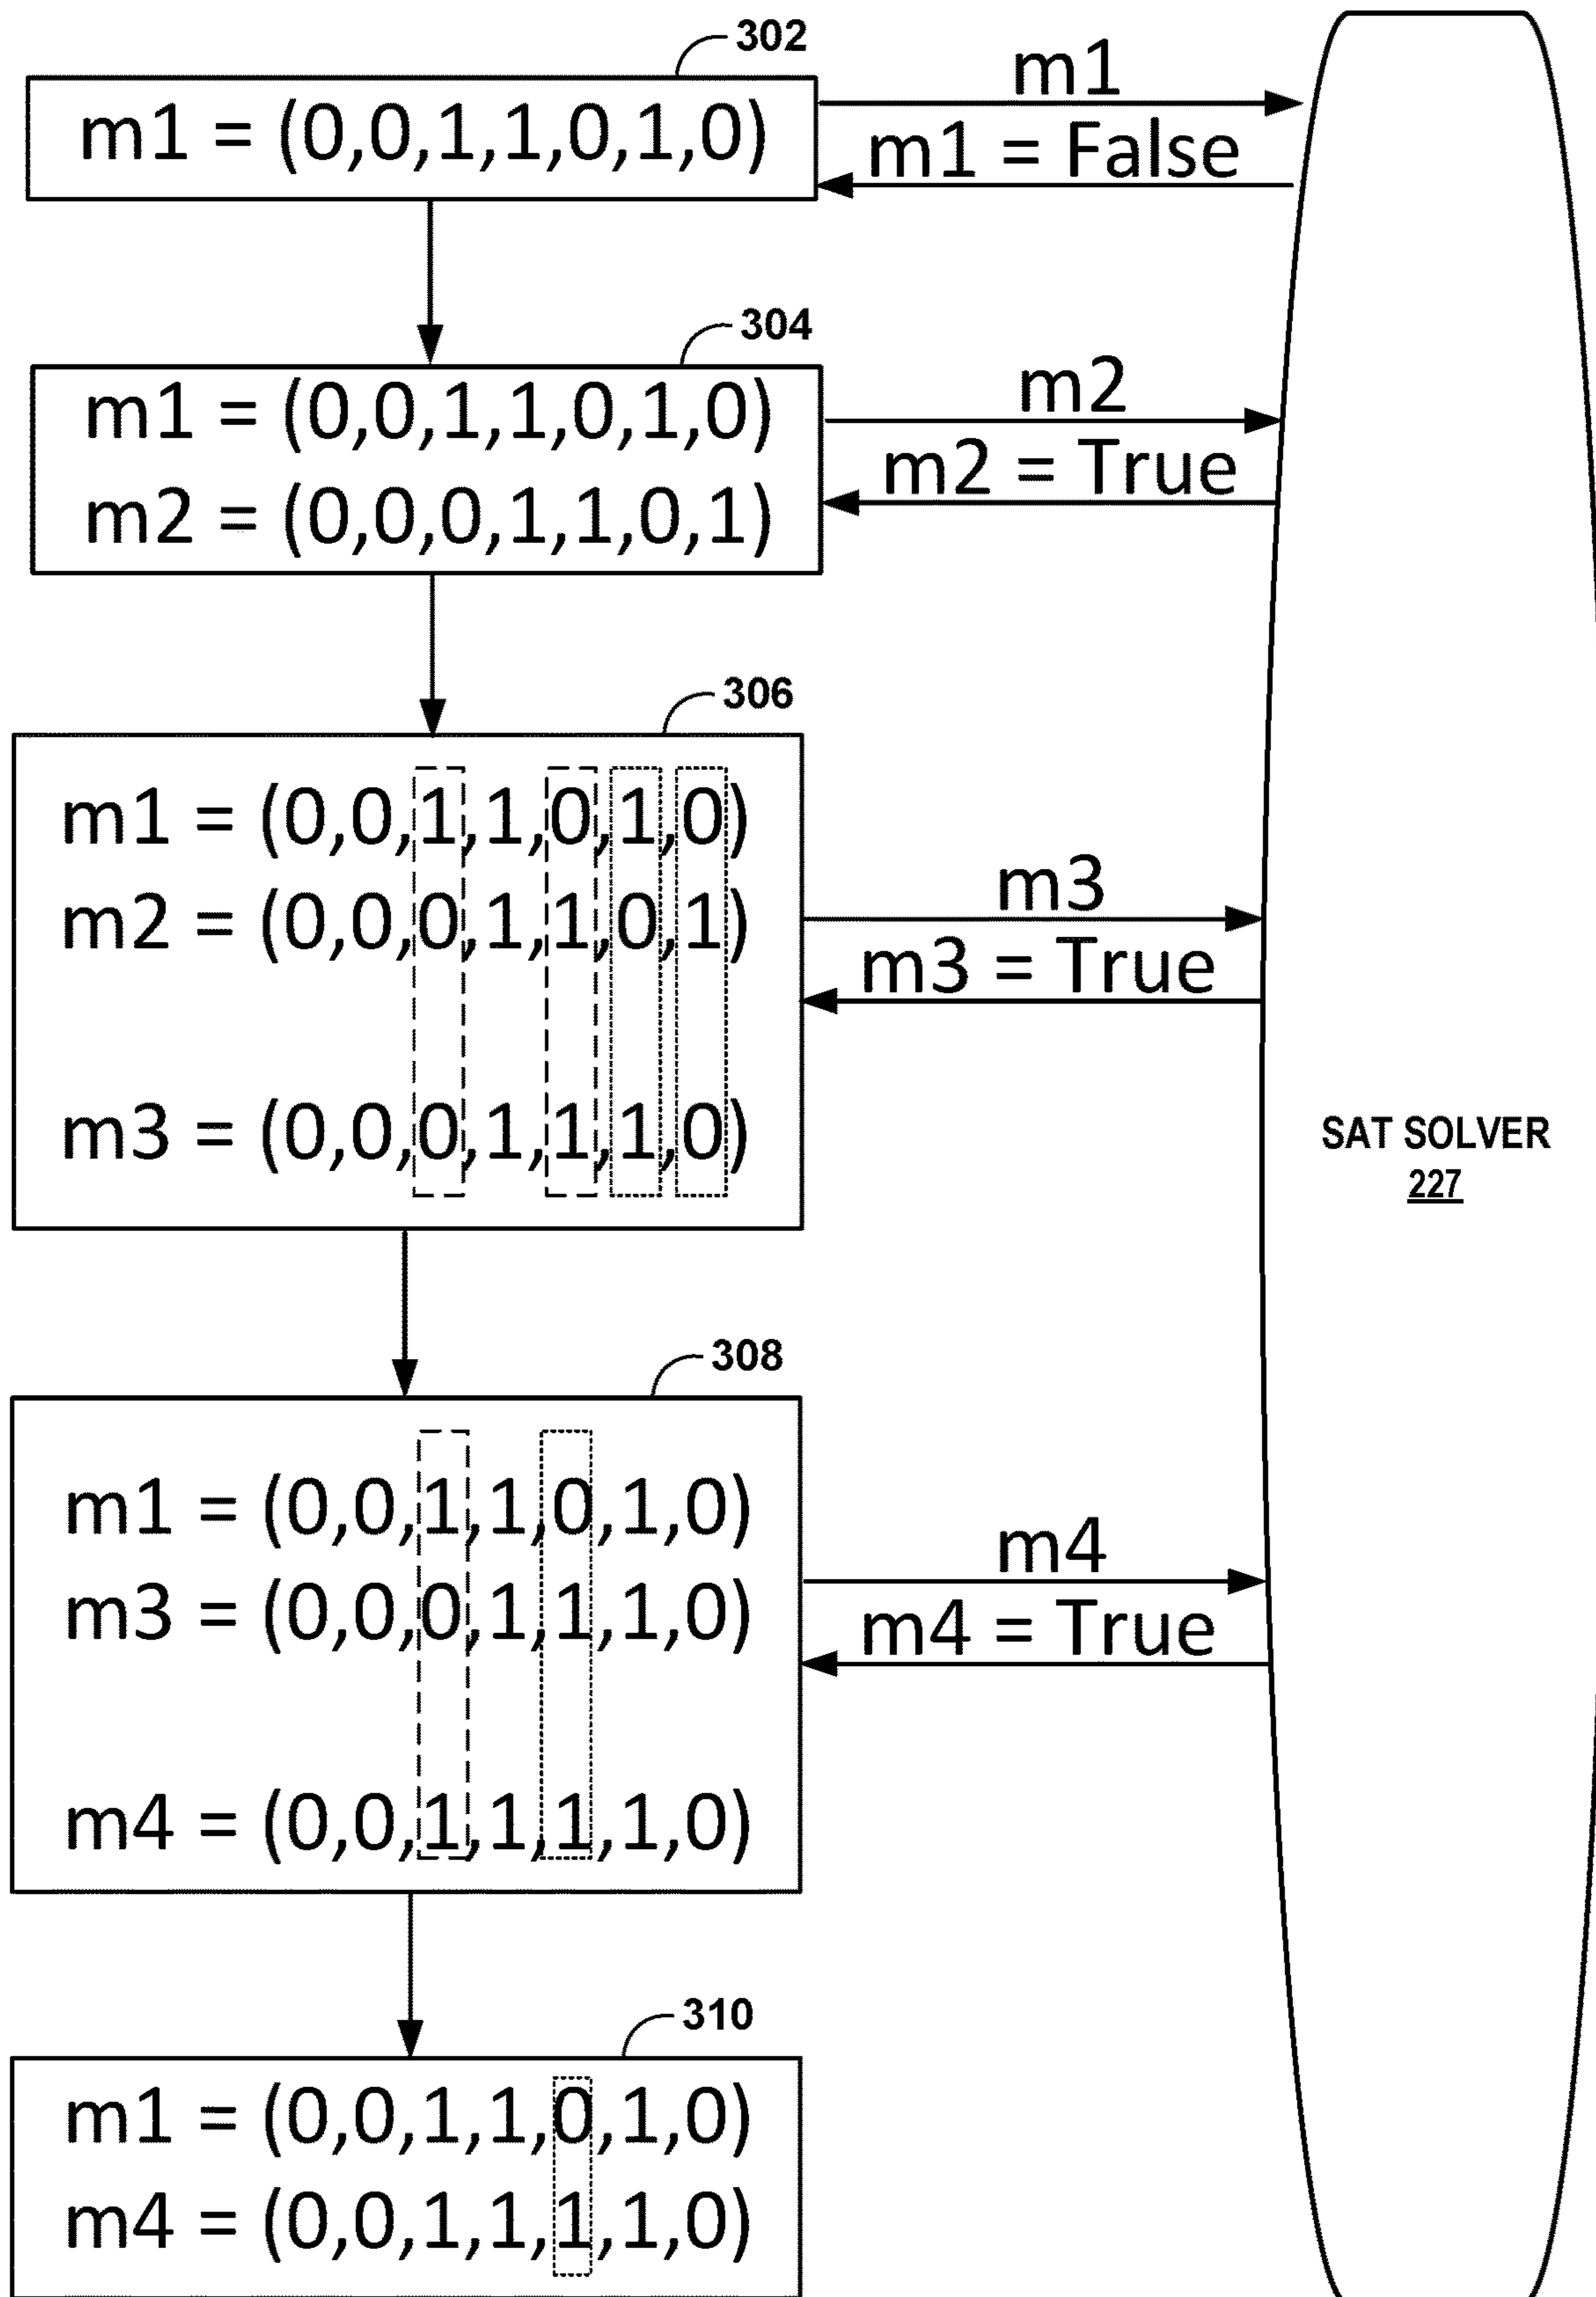 302
m1 = (0,0,1,1,0,1,0)
m1
m1 = False
304
m1 = (0,0,1,1,0,1,0)
m2 = (0,0,0,1,1,0,1)
m2
m2 = True
306
m1 = (0,0,1,1,0,1,0)
m2 = (0,0,0,1,1,0,1)
m3 = (0,0,0,1,1,1,0)
m3
m3 = True
SAT SOLVER
227
308
m1 = (0,0,1,1,0,1,0)
m3 = (0,0,0,1,1,1,0)
m4 = (0,0,1,1,1,1,0)
m4
m4 = True
310
m1 = (0,0,1,1,0,1,0)
m4 = (0,0,1,1,1,1,0)